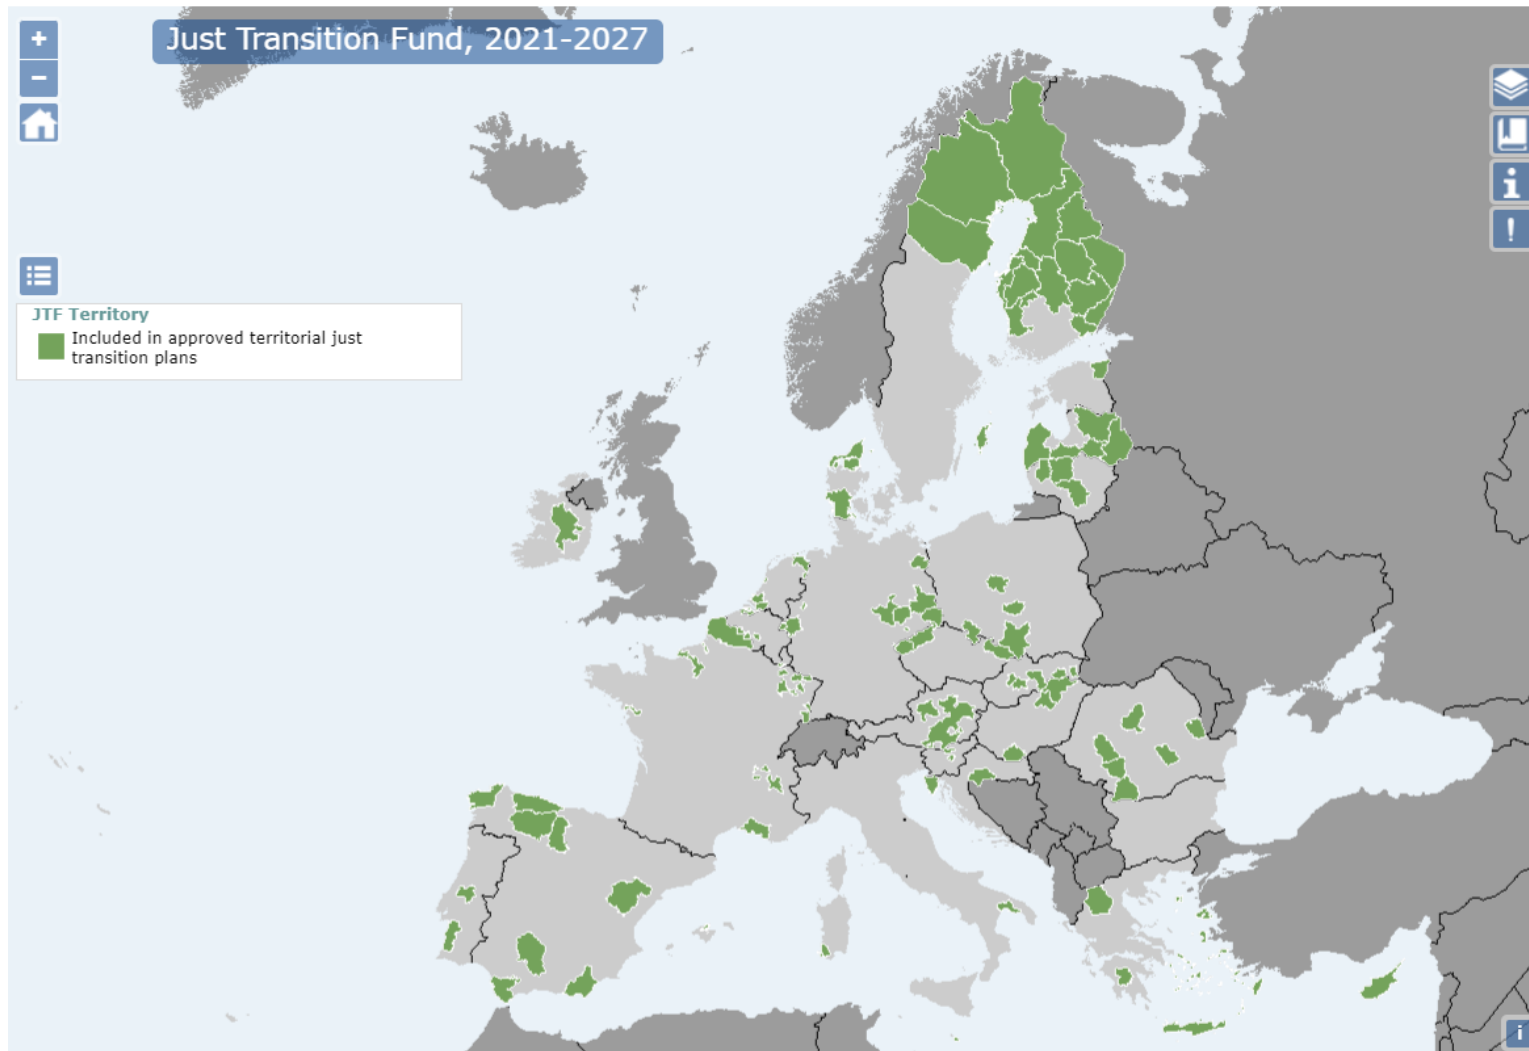 Just Transition Fund, 2021-2027
JTF Territory
Included in approved territorial just
transition plans